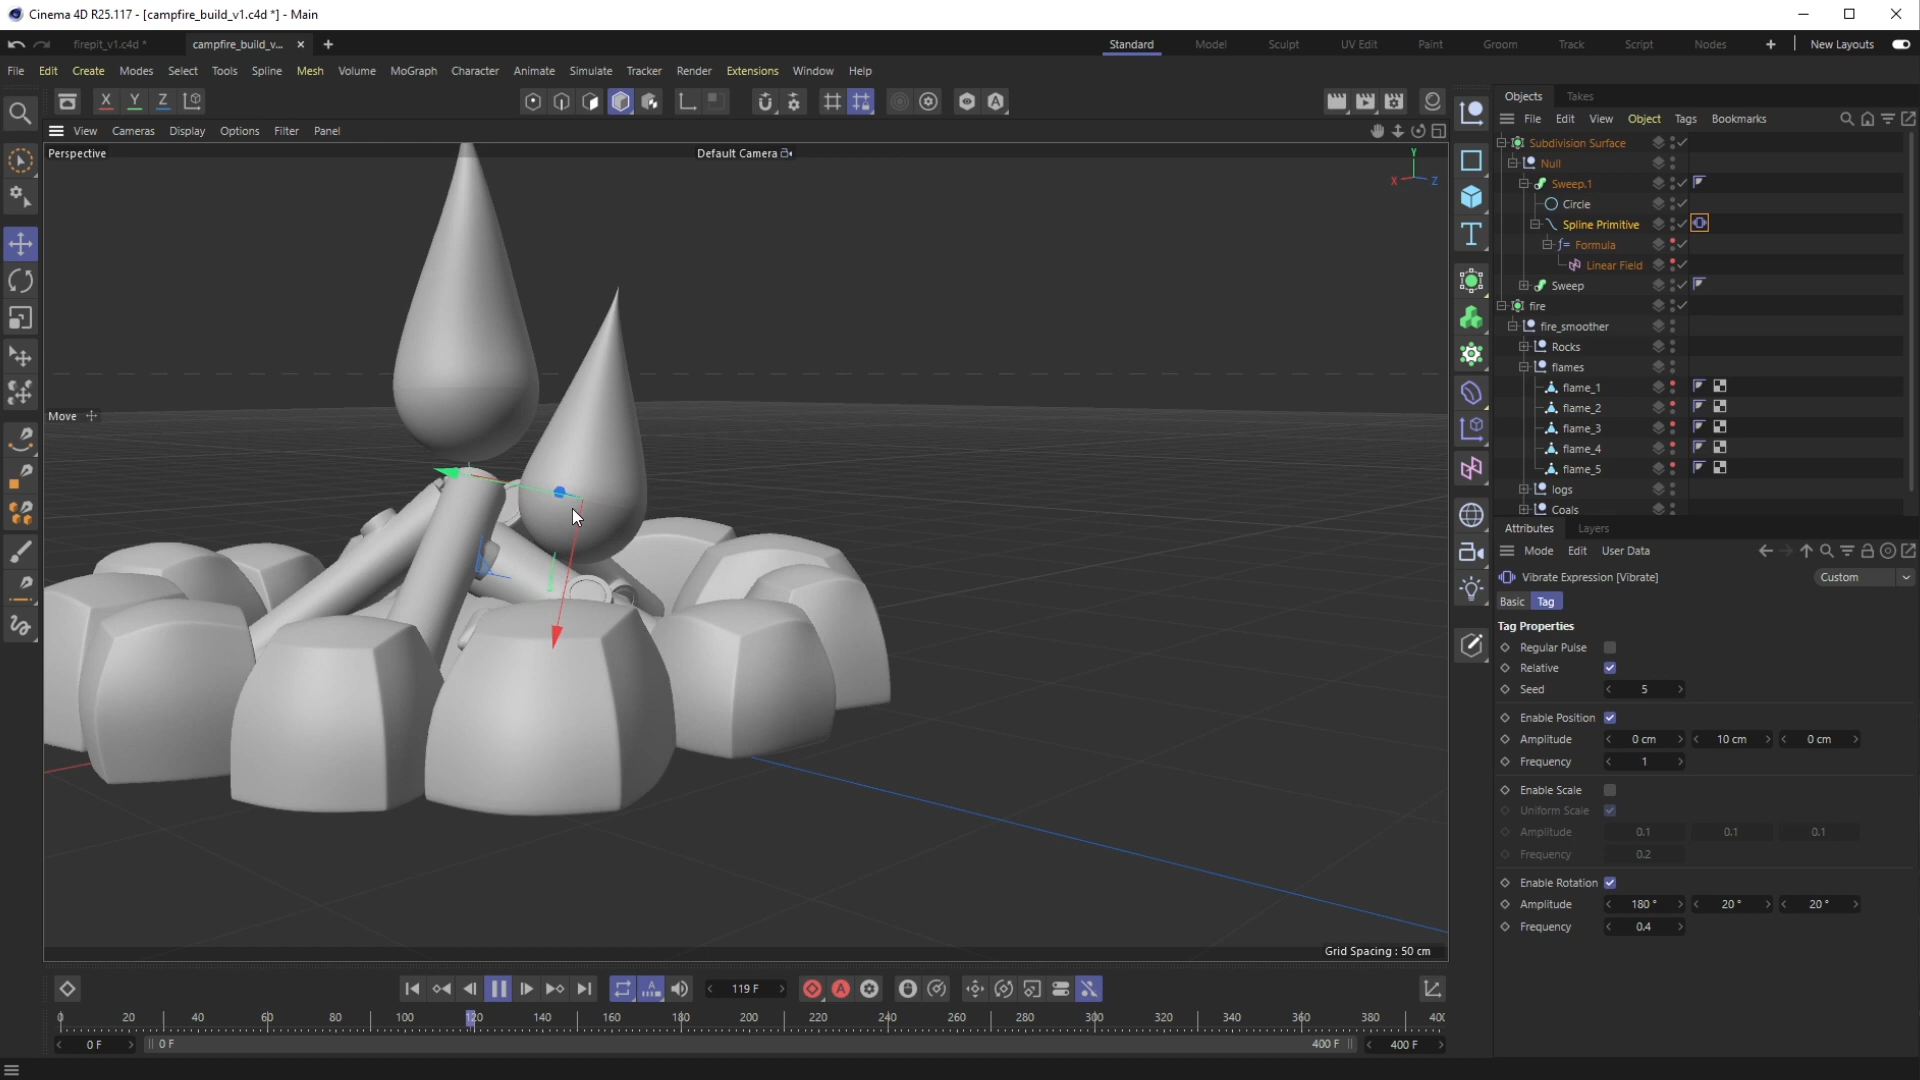 Cinema 4D R25.117 - [campfire_build_v1.c4d *] - Main
firepit_v1.c4d *
campfire_build_v...
Standard Model Sculpt UV Edit Paint Groom Track Script Nodes New Layouts
File Edit Create Modes Select Tools Spline Mesh Volume MoGraph Character Animate Simulate Tracker Render Extensions Window Help
X Y Z
View Cameras Display Options Filter Panel
Perspective
Default Camera
Y
X Z
Move
Grid Spacing : 50 cm
119 F
0 20 40 60 80 100 120 140 160 180 200 220 240 260 280 300 320 340 360 380 400
0 F
0 F
400 F
400 F
Objects Takes
File Edit View Object Tags Bookmarks
Subdivision Surface
Null
Sweep.1
Circle
Spline Primitive
Formula
Linear Field
Sweep
fire
fire_smoother
Rocks
flames
flame_1
flame_2
flame_3
flame_4
flame_5
logs
Coals
Attributes Layers
Mode Edit User Data
Vibrate Expression [Vibrate]
Custom
Basic Tag
Tag Properties
Regular Pulse
Relative
Seed 5
Enable Position
Amplitude 0 cm 10 cm 0 cm
Frequency 1
Enable Scale
Uniform Scale
Amplitude 0.1 0.1 0.1
Frequency 0.2
Enable Rotation
Amplitude 180 ° 20 ° 20 °
Frequency 0.4